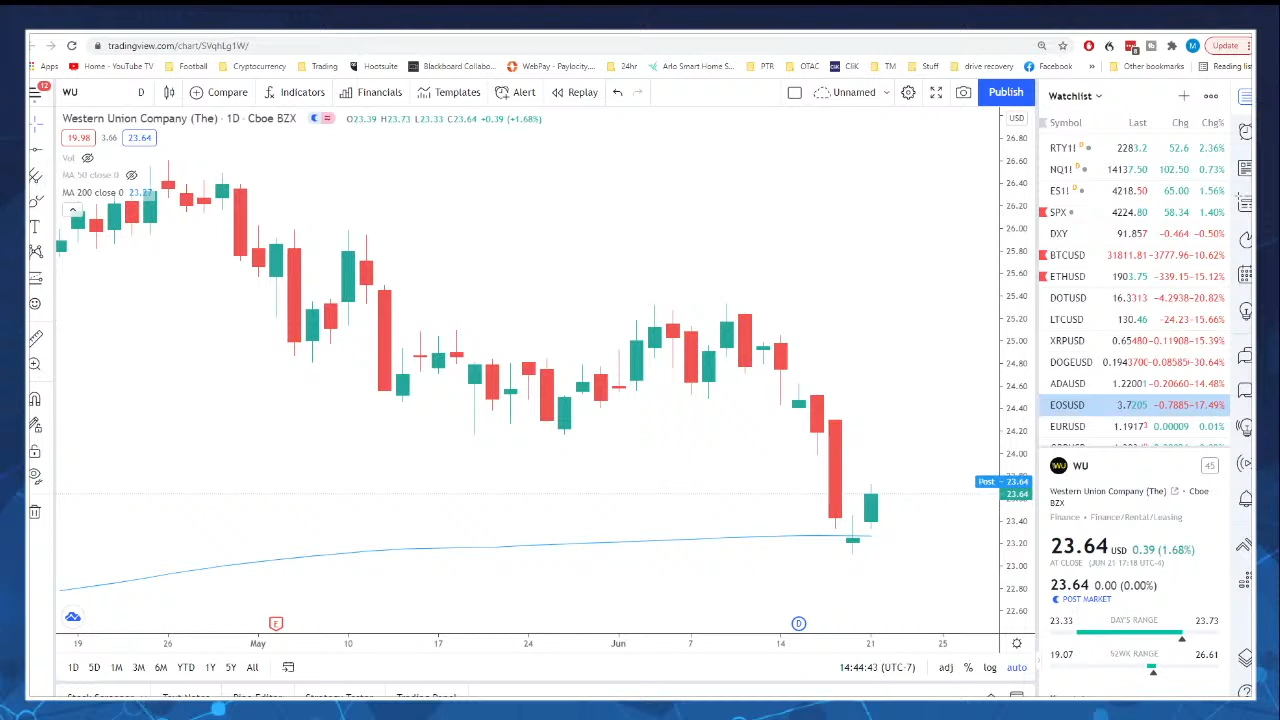 tradingview.com/chart/SVqhLg1W/
Update
Apps Home - YouTube TV Football Cryptocurrency Trading Hootsuite Blackboard Collabo... WebPay: Paylocity.... 24hr Arlo Smart Home S... PTR OTAC CliK TM Stuff drive recovery Facebook » Other bookmarks Reading list
12
WU D Compare Indicators Financials Templates Alert Replay Unnamed Publish
Watchlist
Western Union Company (The) · 1D · Cboe BZX O23.39 H23.73 L23.33 C23.64 +0.39 (+1.68%)
USD
19.98 3.66 23.64
Vol
MA 50 close 0
MA 200 close 0 23.27
26.80
26.60
26.40
26.20
26.00
25.80
25.60
25.40
25.20
25.00
24.80
24.60
24.40
24.20
24.00
Post 23.64
23.64
23.40
23.20
23.00
22.80
22.60
E D
19 26 May 10 17 24 Jun 7 14 21 25
1D 5D 1M 3M 6M YTD 1Y 5Y All 14:44:43 (UTC-7) adj % log auto
Symbol Last Chg Chg%
RTY1! D 2283.2 52.6 2.36%
NQ1! D 14137.50 102.50 0.73%
ES1! D 4218.50 65.00 1.56%
SPX 4224.80 58.34 1.40%
DXY 91.857 -0.464 -0.50%
BTCUSD 31811.81 -3777.96 -10.62%
ETHUSD 1903.75 -339.15 -15.12%
DOTUSD 16.3313 -4.2938 -20.82%
LTCUSD 130.46 -24.23 -15.66%
XRPUSD 0.65480 -0.11908 -15.39%
DOGEUSD 0.194370 -0.08585 -30.64%
ADAUSD 1.22001 -0.20660 -14.48%
EOSUSD 3.7205 -0.7885 -17.49%
EURUSD 1.19173 0.00009 0.01%
WU 45
Western Union Company (The) · Cboe
BZX
Finance · Finance/Rental/Leasing
23.64 USD 0.39 (1.68%)
AT CLOSE (JUN 21 17:18 UTC-4)
23.64 0.00 (0.00%)
POST MARKET
23.33 DAY'S RANGE 23.73
19.07 52WK RANGE 26.61